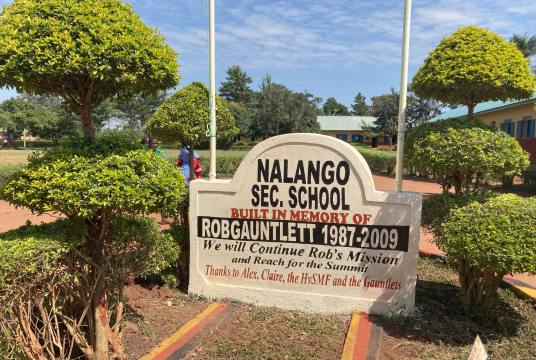 NALANGO
SEC. SCHOOL
BUILT IN MEMORY OF
ROBGAUNTLETT 1987-2009
We will Continue Rob's Mission
and Reach for the Summit
Thanks to Alex, Claire, the HvSMF and the Gauntlets